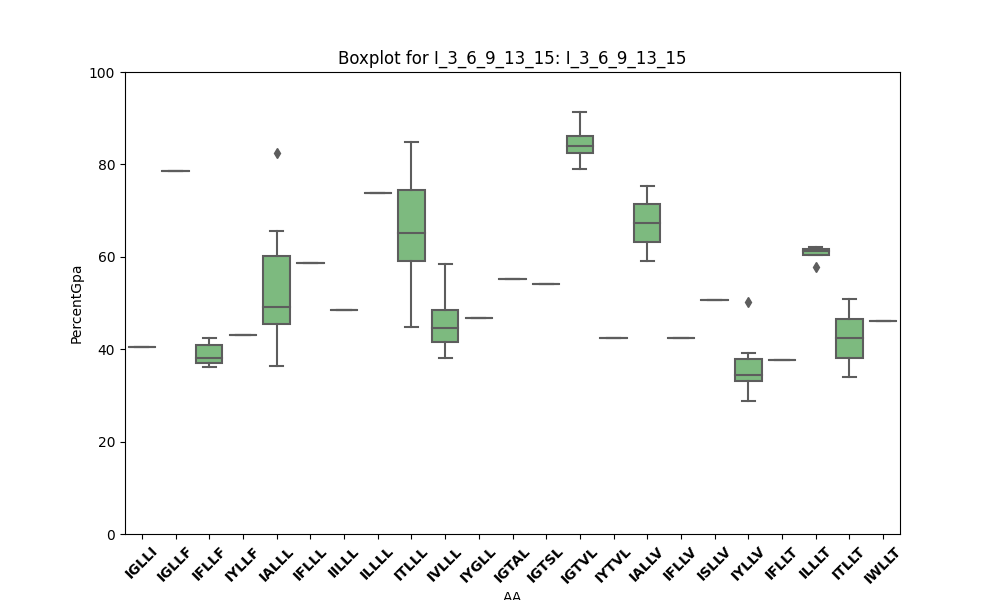 Boxplot for I_3_6_9_13_15: I_3_6_9_13_15
100
80
60
40
20
0
PercentGpa
IGLLI IGLLF IFLLF IYLLF IALLL IFLLL IILLL ILLLL ITLLL IVLLL IYGLL IGTAL IGTSL IGTVL IYTVL IALLV IFLLV ISLLV IYLLV IFLLT ILLLT ITLLT IWLLT
AA